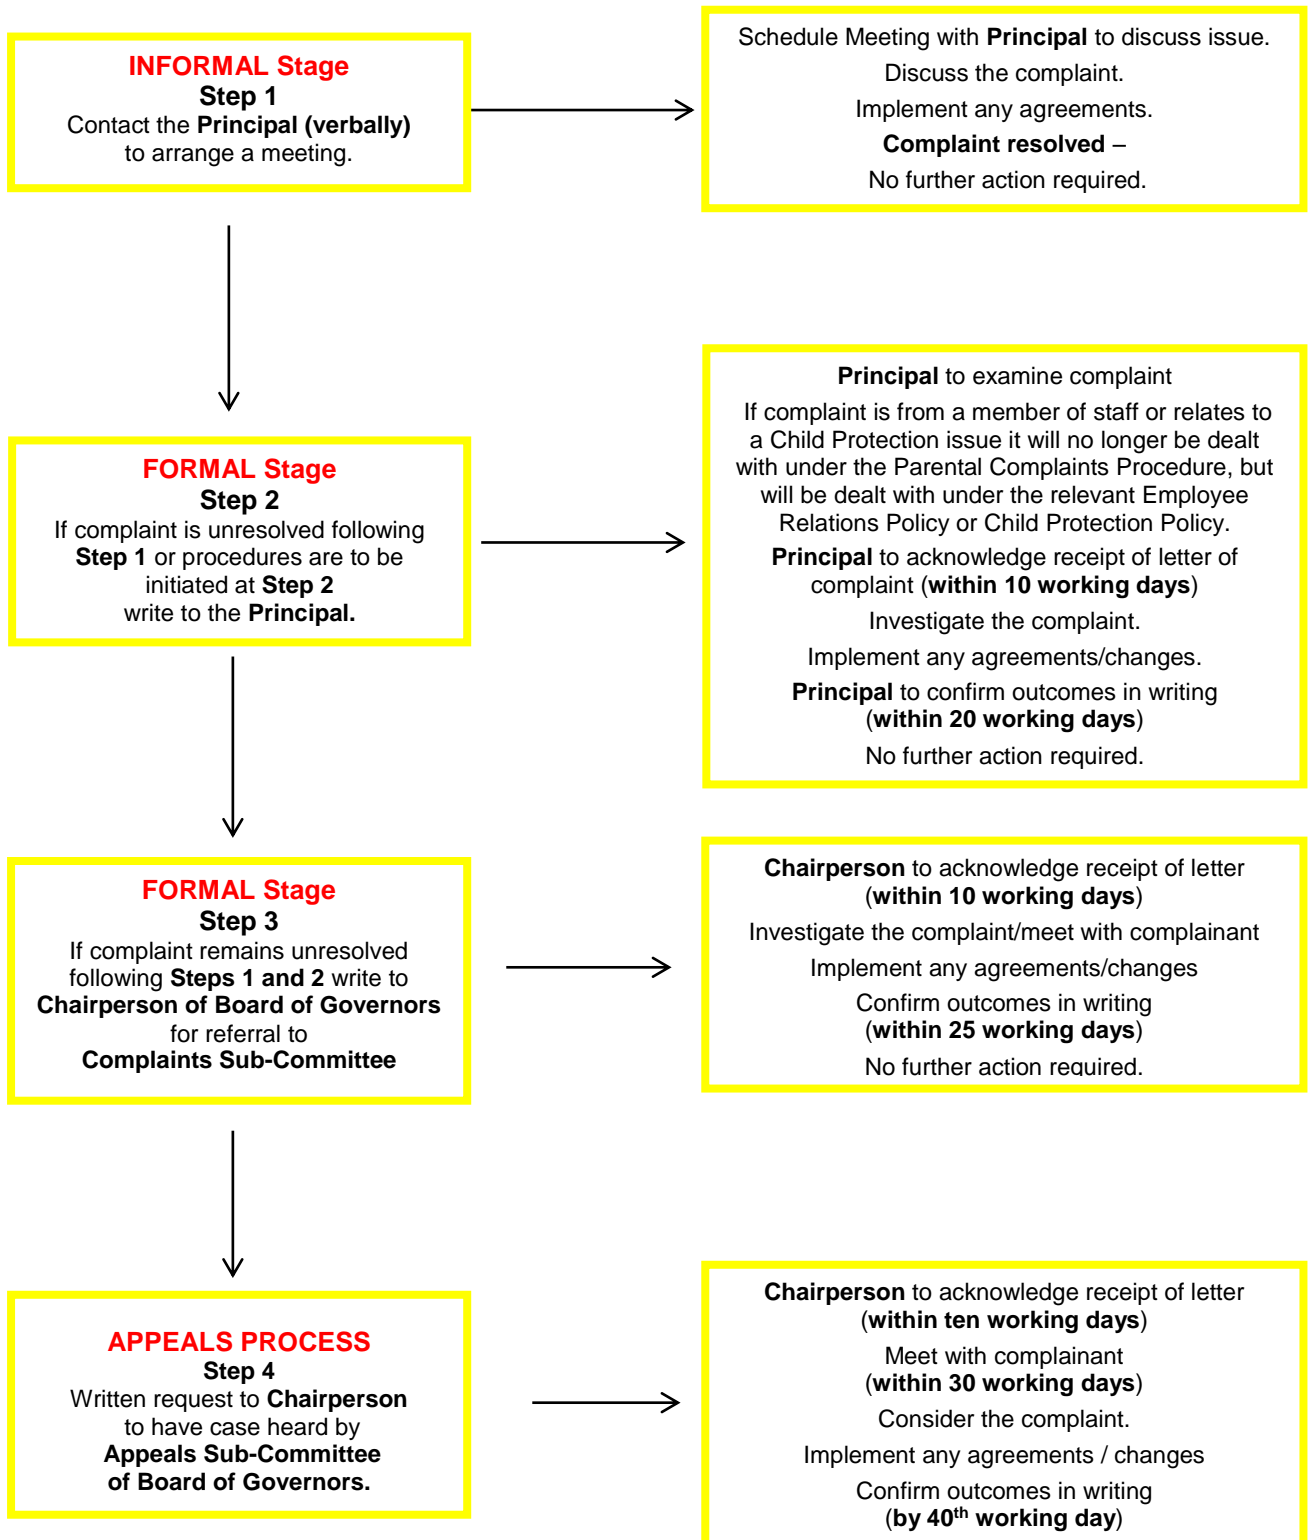 INFORMAL Stage
Step 1
Contact the Principal (verbally)
to arrange a meeting.
Schedule Meeting with Principal to discuss issue.
Discuss the complaint.
Implement any agreements.
Complaint resolved –
No further action required.
FORMAL Stage
Step 2
If complaint is unresolved following
Step 1 or procedures are to be
initiated at Step 2
write to the Principal.
Principal to examine complaint
If complaint is from a member of staff or relates to
a Child Protection issue it will no longer be dealt
with under the Parental Complaints Procedure, but
will be dealt with under the relevant Employee
Relations Policy or Child Protection Policy.
Principal to acknowledge receipt of letter of
complaint (within 10 working days)
Investigate the complaint.
Implement any agreements/changes.
Principal to confirm outcomes in writing
(within 20 working days)
No further action required.
FORMAL Stage
Step 3
If complaint remains unresolved
following Steps 1 and 2 write to
Chairperson of Board of Governors
for referral to
Complaints Sub-Committee
Chairperson to acknowledge receipt of letter
(within 10 working days)
Investigate the complaint/meet with complainant
Implement any agreements/changes
Confirm outcomes in writing
(within 25 working days)
No further action required.
APPEALS PROCESS
Step 4
Written request to Chairperson
to have case heard by
Appeals Sub-Committee
of Board of Governors.
Chairperson to acknowledge receipt of letter
(within ten working days)
Meet with complainant
(within 30 working days)
Consider the complaint.
Implement any agreements / changes
Confirm outcomes in writing
(by 40th working day)